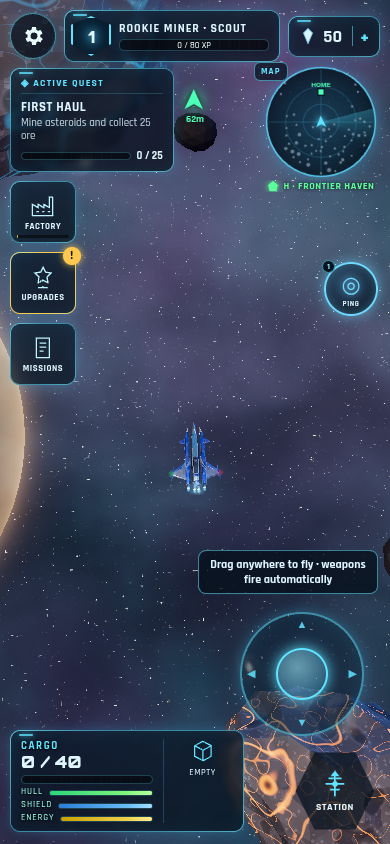 1
ROOKIE MINER · SCOUT
0 / 80 XP
50
+
ACTIVE QUEST
FIRST HAUL
Mine asteroids and collect 25
ore
0 / 25
62m
MAP
HOME
H · FRONTIER HAVEN
FACTORY
!
UPGRADES
MISSIONS
1
PING
Drag anywhere to fly · weapons
fire automatically
CARGO
0 / 40
HULL
SHIELD
ENERGY
EMPTY
STATION